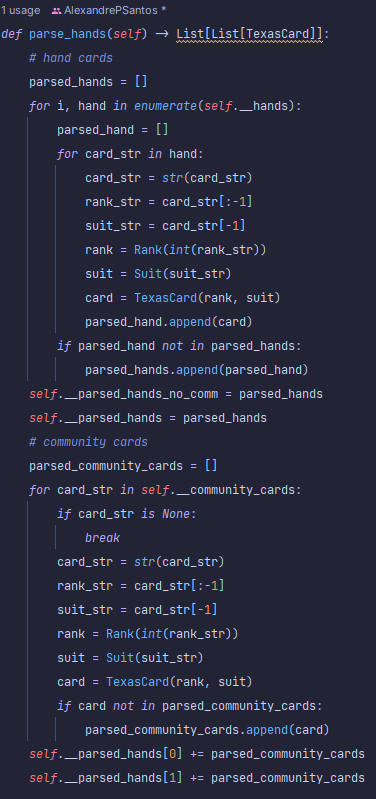 1 usage AlexandrePSantos *
def parse_hands(self) -> List[List[TexasCard]]:
    # hand cards
    parsed_hands = []
    for i, hand in enumerate(self.__hands):
        parsed_hand = []
        for card_str in hand:
            card_str = str(card_str)
            rank_str = card_str[:-1]
            suit_str = card_str[-1]
            rank = Rank(int(rank_str))
            suit = Suit(suit_str)
            card = TexasCard(rank, suit)
            parsed_hand.append(card)
        if parsed_hand not in parsed_hands:
            parsed_hands.append(parsed_hand)
    self.__parsed_hands_no_comm = parsed_hands
    self.__parsed_hands = parsed_hands
    # community cards
    parsed_community_cards = []
    for card_str in self.__community_cards:
        if card_str is None:
            break
        card_str = str(card_str)
        rank_str = card_str[:-1]
        suit_str = card_str[-1]
        rank = Rank(int(rank_str))
        suit = Suit(suit_str)
        card = TexasCard(rank, suit)
        if card not in parsed_community_cards:
            parsed_community_cards.append(card)
    self.__parsed_hands[0] += parsed_community_cards
    self.__parsed_hands[1] += parsed_community_cards